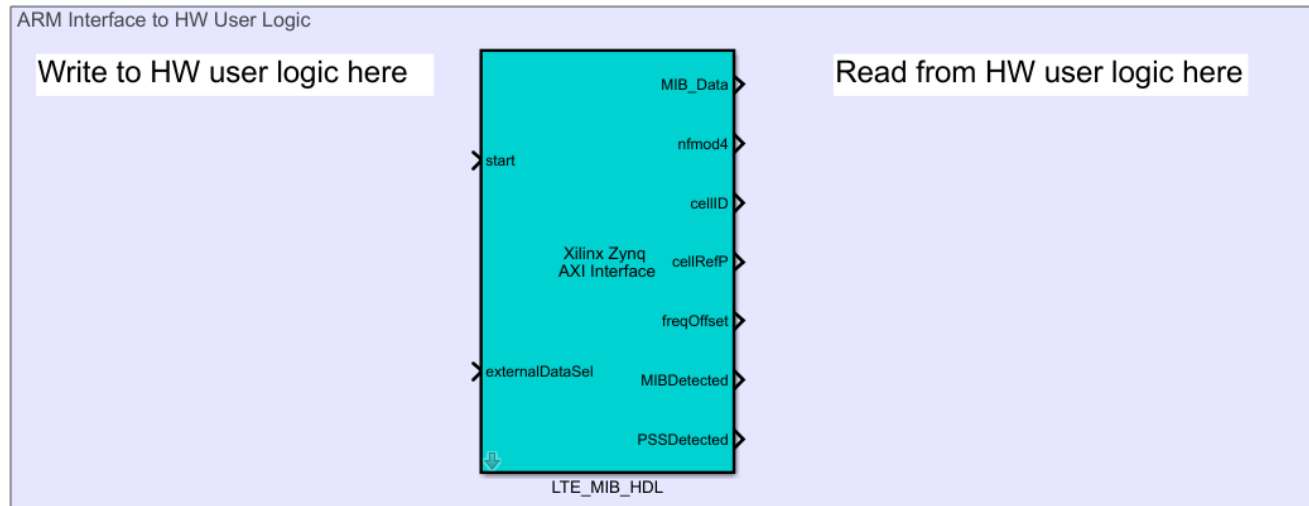 ARM Interface to HW User Logic
Write to HW user logic here
Read from HW user logic here
MIB_Data
nfmod4
start
cellID
Xilinx Zynq
AXI Interface
cellRefP
freqOffset
externalDataSel
MIBDetected
PSSDetected
LTE_MIB_HDL